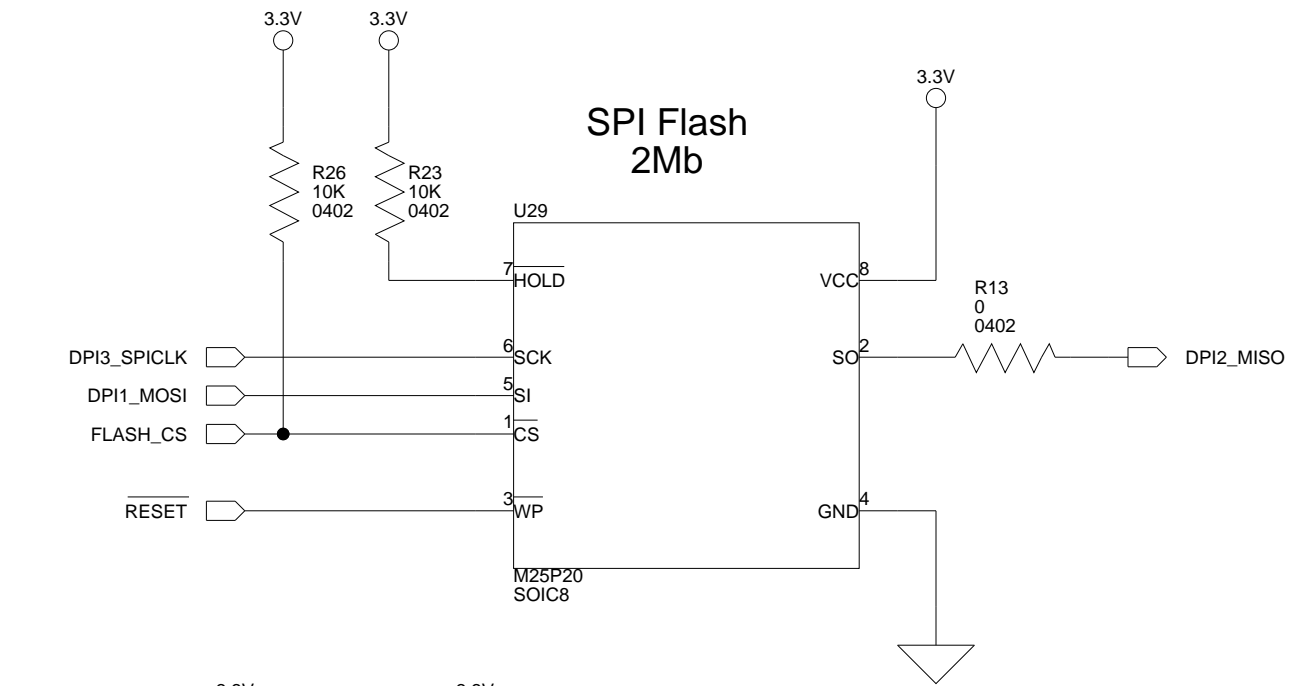 3.3V
3.3V
3.3V
SPI Flash
2Mb
R26
10K
0402
R23
10K
0402
U29
7
HOLD
VCC
8
R13
0
0402
DPI3_SPICLK
6
SCK
SO
2
DPI2_MISO
DPI1_MOSI
5
SI
FLASH_CS
1
CS
RESET
3
WP
GND
4
M25P20
SOIC8